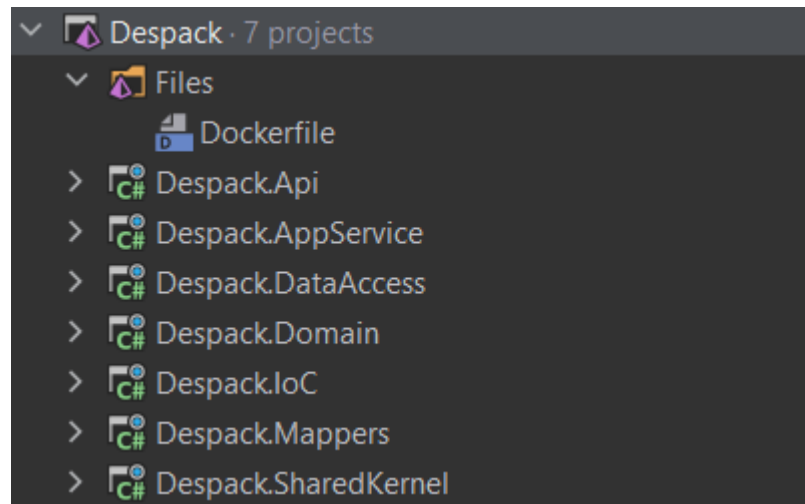 Despack · 7 projects
Files
Dockerfile
C# Despack.Api
C# Despack.AppService
C# Despack.DataAccess
C# Despack.Domain
C# Despack.IoC
C# Despack.Mappers
C# Despack.SharedKernel